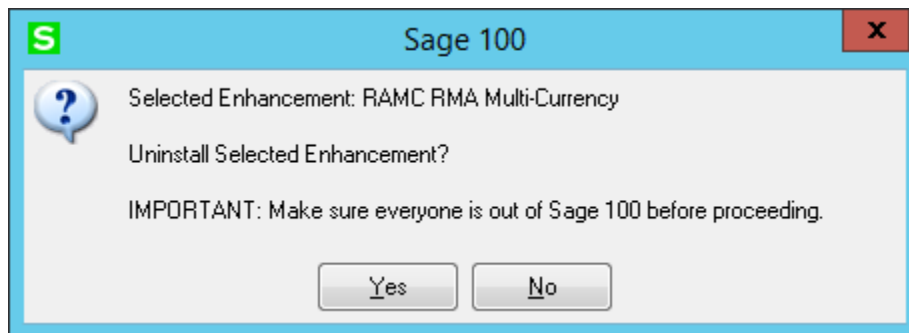 S
Sage 100
x
Selected Enhancement: RAMC RMA Multi-Currency
Uninstall Selected Enhancement?
IMPORTANT: Make sure everyone is out of Sage 100 before proceeding.
Yes
No